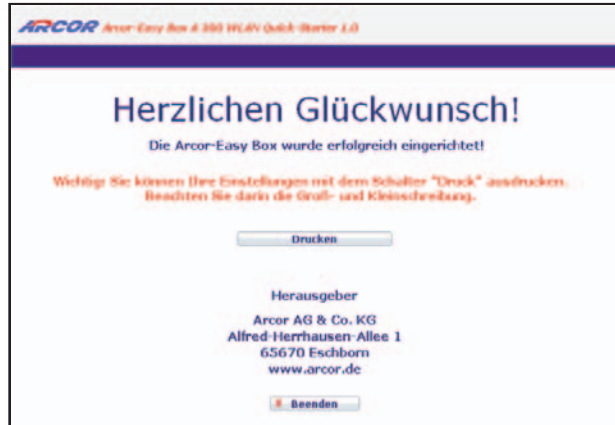 ARCOR Arcor-Easy Box A 300 WLAN Quick-Starter 1.0
Herzlichen Glückwunsch!
Die Arcor-Easy Box wurde erfolgreich eingerichtet!
Wichtig: Sie können Ihre Einstellungen mit dem Schalter "Druck" ausdrucken.
Beachten Sie darin die Groß- und Kleinschreibung.
Drucken
Herausgeber
Arcor AG & Co. KG
Alfred-Herrhausen-Allee 1
65670 Eschborn
www.arcor.de
Beenden